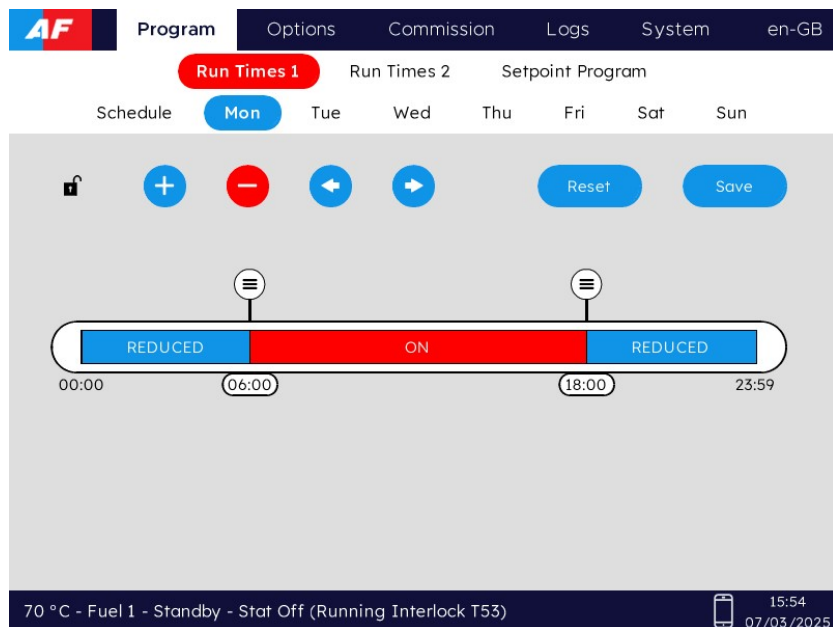 AF Program Options Commission Logs System en-GB
Run Times 1 Run Times 2 Setpoint Program
Schedule Mon Tue Wed Thu Fri Sat Sun
Reset Save
REDUCED ON REDUCED
00:00 06:00 18:00 23:59
70 °C - Fuel 1 - Standby - Stat Off (Running Interlock T53) 15:54
07/03/2025